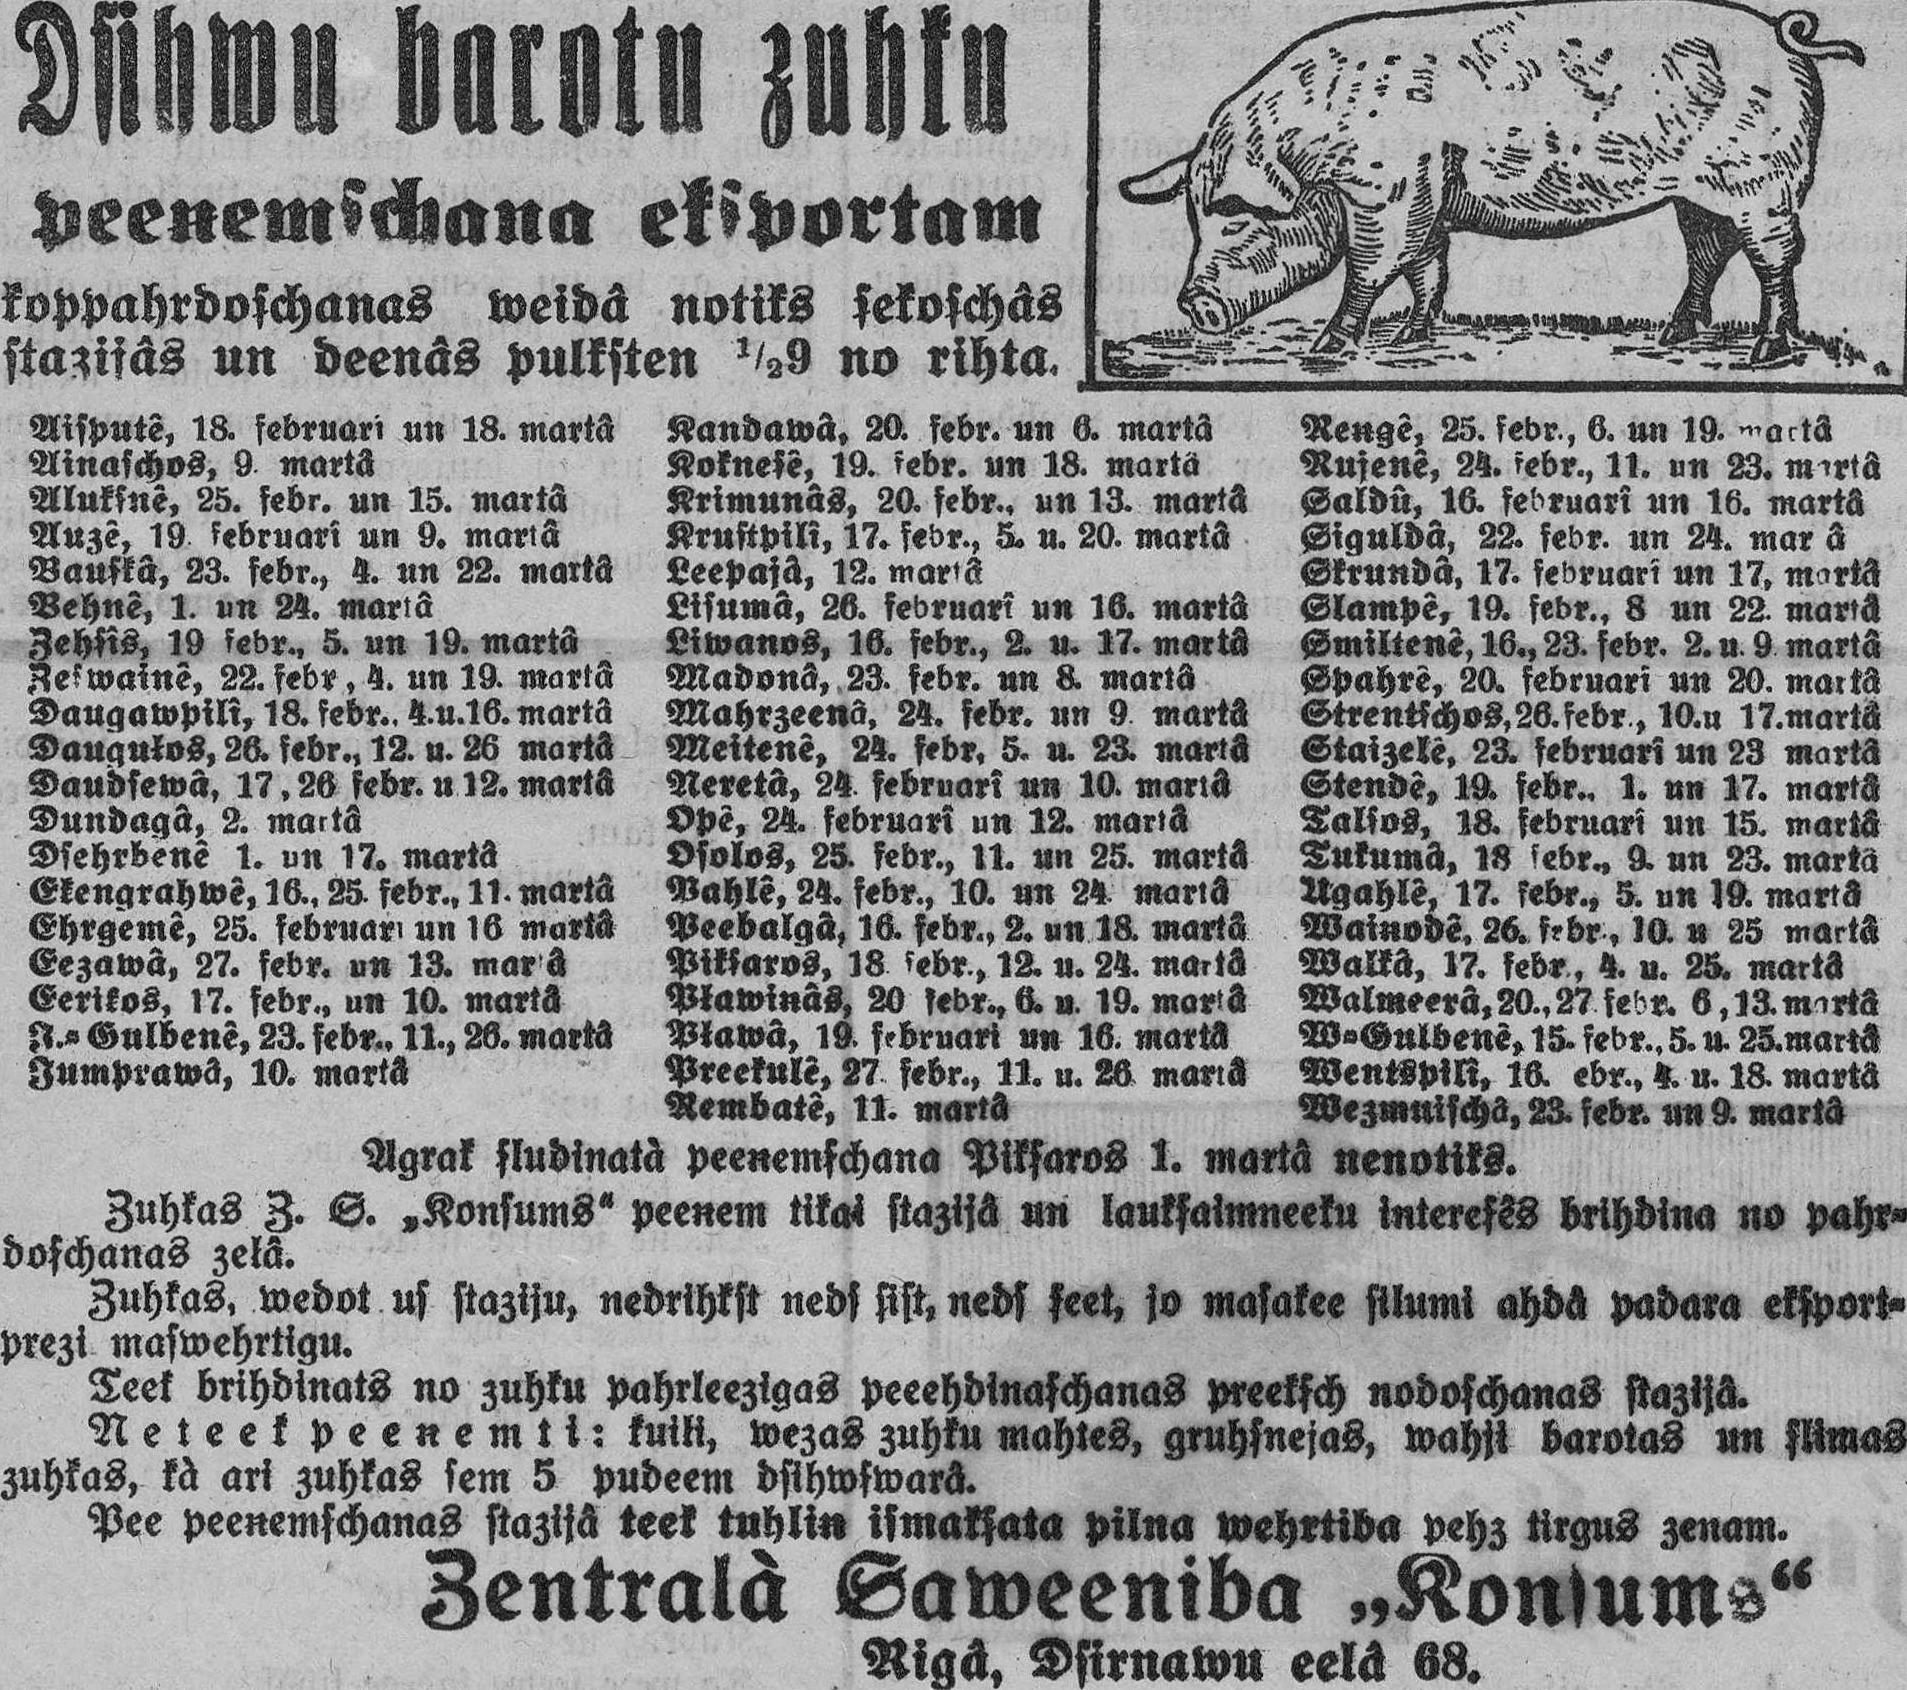 Dſihwu barotu zuhku
peenemſchana ekſportam
koppahrdoſchanas weidâ notiks ſekoſchâs
ſtazijâs un deenâs pulkſten ¹/₂9 no rihta.
Aiſputê, 18. februari un 18. martâ
Ainaſchos, 9. martâ
Alukſnê, 25. febr. un 15. martâ
Auzê, 19. februarî un 9. martâ
Bauſkâ, 23. febr., 4. un 22. martâ
Behnê, 1. un 24. martâ
Zehſis, 19 febr., 5. un 19. martâ
Zeſwainê, 22. febr, 4. un 19. martâ
Daugawpilî, 18. febr., 4.u.16. martâ
Dauguļos, 26. febr., 12. u. 26 martâ
Daudſewâ, 17, 26 febr. u 12. martâ
Dundagâ, 2. martâ
Dſehrbenê 1. un 17. martâ
Ekengrahwê, 16., 25. febr., 11. martâ
Ehrgemê, 25. februari un 16 martâ
Eezawâ, 27. febr. un 13. martâ
Eerikos, 17. febr., un 10. martâ
J.-Gulbenê, 23. febr., 11., 26. martâ
Jumprawâ, 10. martâ
Kandawâ, 20. febr. un 6. martâ
Kokneſê, 19. febr. un 18. martâ
Krimunâs, 20. febr., un 13. martâ
Kruſtpilî, 17. febr., 5. u. 20. martâ
Leepajâ, 12. martâ
Liſumâ, 26. februarî un 16. martâ
Liwanos, 16. febr., 2. u. 17. martâ
Madonâ, 23. febr. un 8. martâ
Mahrzeenâ, 24. febr. un 9. martâ
Meitenê, 24. febr, 5. u. 23. martâ
Neretâ, 24. februarî un 10. martâ
Opê, 24. februarî un 12. martâ
Oſolos, 25. febr., 11. un 25. martâ
Pahlê, 24. febr., 10. un 24. martâ
Peebalgâ, 16. febr., 2. un 18. martâ
Pikſaros, 18 febr., 12. u. 24. martâ
Pļawinâs, 20 febr., 6. u. 19. martâ
Pļawâ, 19. februari un 16. martâ
Preekulê, 27. febr., 11. u. 26 martâ
Rembatê, 11. martâ
Rengê, 25. febr., 6. un 19. martâ
Rujenê, 24. febr., 11. un 23. martâ
Saldû, 16. februarî un 16. martâ
Siguldâ, 22. febr. un 24. martâ
Skrundâ, 17. februarî un 17, martâ
Slampê, 19. febr., 8 un 22. martâ
Smiltenê, 16., 23. febr. 2. u. 9. martâ
Spahrê, 20. februari un 20. martâ
Strentſchos, 26. febr., 10.u 17.martâ
Staizelê, 23. februarî un 23 martâ
Stendê, 19. febr., 1. un 17. martâ
Talſos, 18. februarî un 15. martâ
Tukumâ, 18 febr., 9. un 23. martâ
Ugahlê, 17. febr., 5. un 19. martâ
Wainodê, 26. febr., 10. u 25 martâ
Walkâ, 17. febr., 4. u. 25. martâ
Walmeerâ, 20., 27. febr. 6, 13. martâ
W-Gulbenê, 15. febr., 5. u. 25.martâ
Wentspilî, 16. ebr., 4. u. 18. martâ
Wezmuiſchâ, 23. febr. un 9. martâ
Agrak ſludinatà peenemſchana Pikſaros 1. martâ nenotiks.
Zuhkas Z. S. „Konſums“ peenem tikai ſtazijâ un laukſaimneeku intereſês brihdina no pahr-
doſchanas zeļâ.
Zuhkas, wedot uſ ſtaziju, nedrihkſt nedſ ſiſt, nedſ ſeet, jo maſakee ſilumi ahdâ padara ekſport-
prezi maſwehrtigu.
Teek brihdinats no zuhku pahrleezigas peeehdinaſchanas preekſch nodoſchanas ſtazijâ.
Neteek peenemti: kuiļi, wezas zuhku mahtes, gruhſnejas, wahji barotas un ſlimas
zuhkas, kà ari zuhkas ſem 5 pudeem dſihwſwarâ.
Pee peenemſchanas ſtazijâ teek tuhlin iſmakſata pilna wehrtiba pehz tirgus zenam.
Zentralà Saweeniba „Konſums“
Rigâ, Dſirnawu eelâ 68.